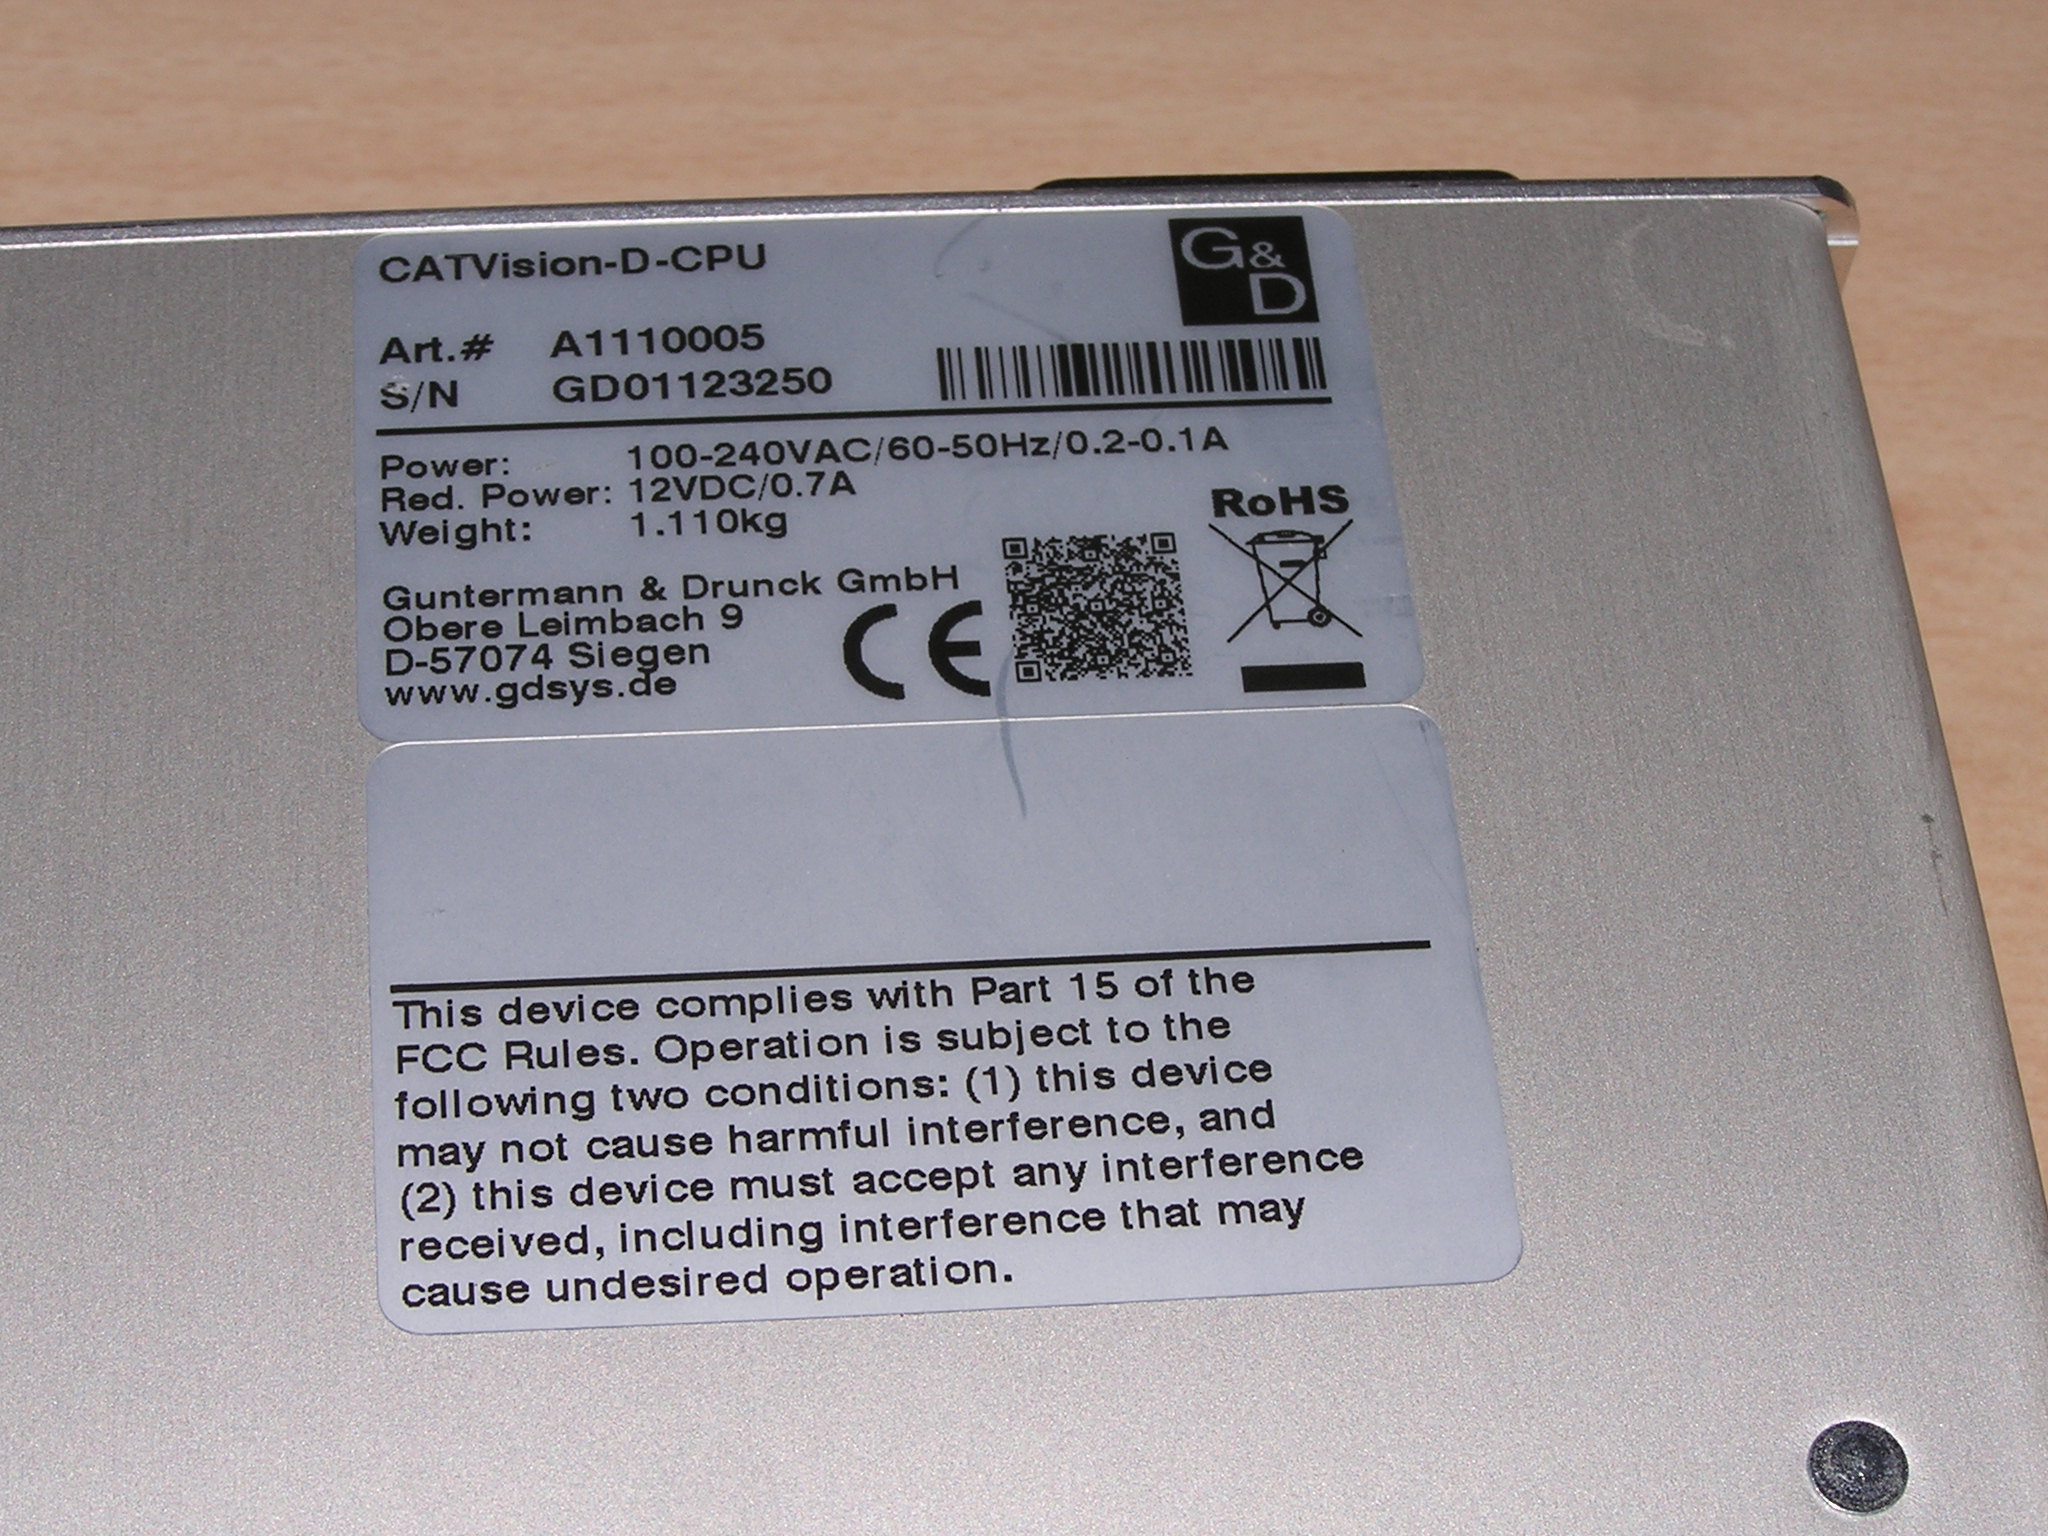 CATVision-D-CPU
G&D
Art.# A1110005
S/N GD01123250
Power: 100-240VAC/60-50Hz/0.2-0.1A
Red. Power: 12VDC/0.7A
Weight: 1.110kg
RoHS
Guntermann & Drunck GmbH
Obere Leimbach 9
D-57074 Siegen
www.gdsys.de
CE
This device complies with Part 15 of the
FCC Rules. Operation is subject to the
following two conditions: (1) this device
may not cause harmful interference, and
(2) this device must accept any interference
received, including interference that may
cause undesired operation.